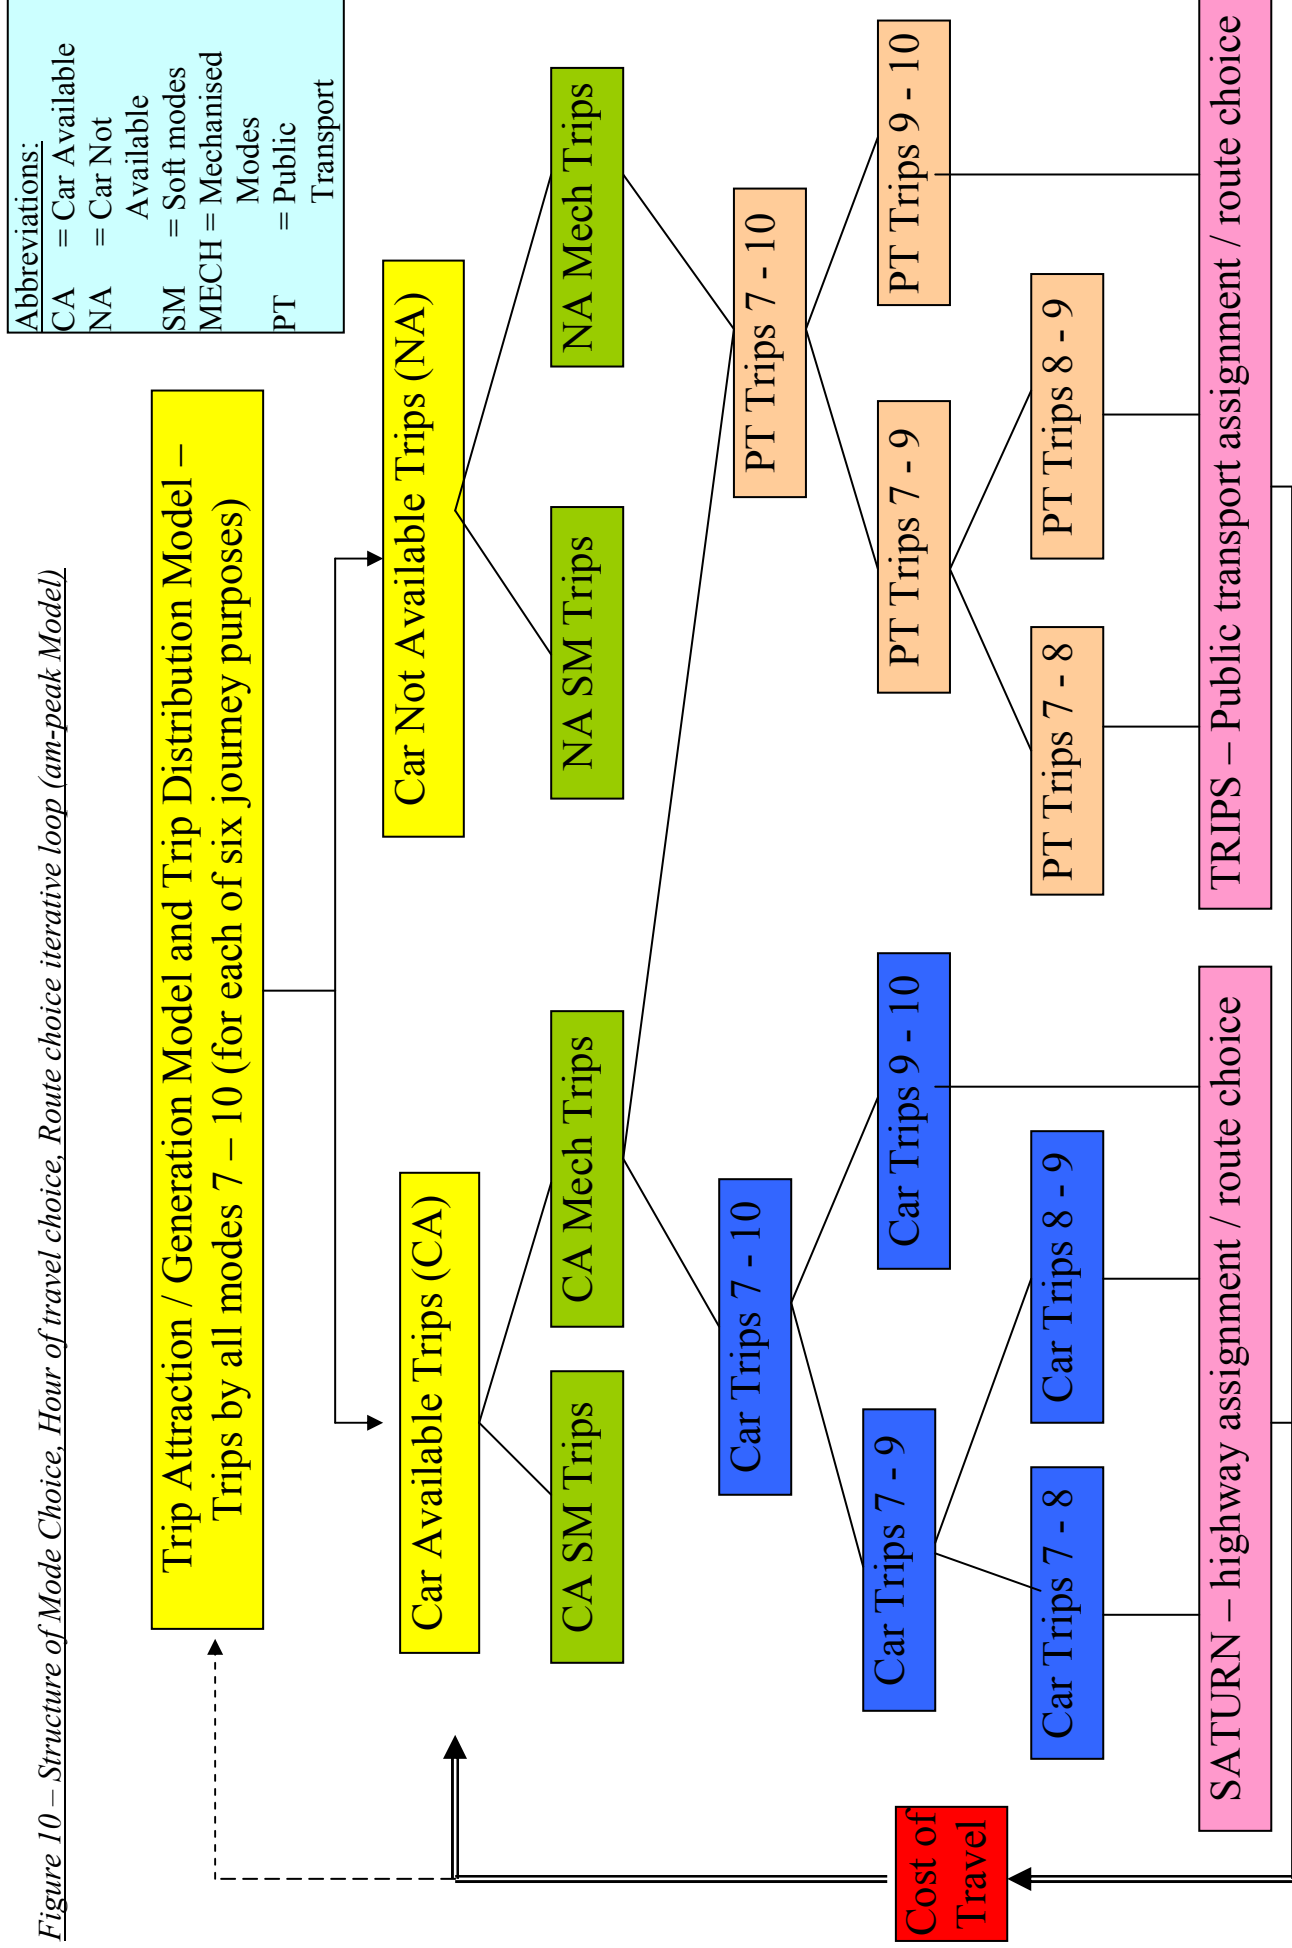 Figure 10 – Structure of Mode Choice, Hour of travel choice, Route choice iterative loop (am-peak Model)
Abbreviations:
CA = Car Available
NA = Car Not
Available
SM = Soft modes
MECH = Mechanised
Modes
PT = Public
Transport
Trip Attraction / Generation Model and Trip Distribution Model –
Trips by all modes 7 – 10 (for each of six journey purposes)
Car Available Trips (CA)
Car Not Available Trips (NA)
CA SM Trips
CA Mech Trips
NA SM Trips
NA Mech Trips
Car Trips 7 - 10
PT Trips 7 - 10
Car Trips 7 - 9
Car Trips 9 - 10
PT Trips 7 - 9
PT Trips 9 - 10
Cost of
Travel
Car Trips 7 - 8
Car Trips 8 - 9
PT Trips 7 - 8
PT Trips 8 - 9
SATURN – highway assignment / route choice
TRIPS – Public transport assignment / route choice